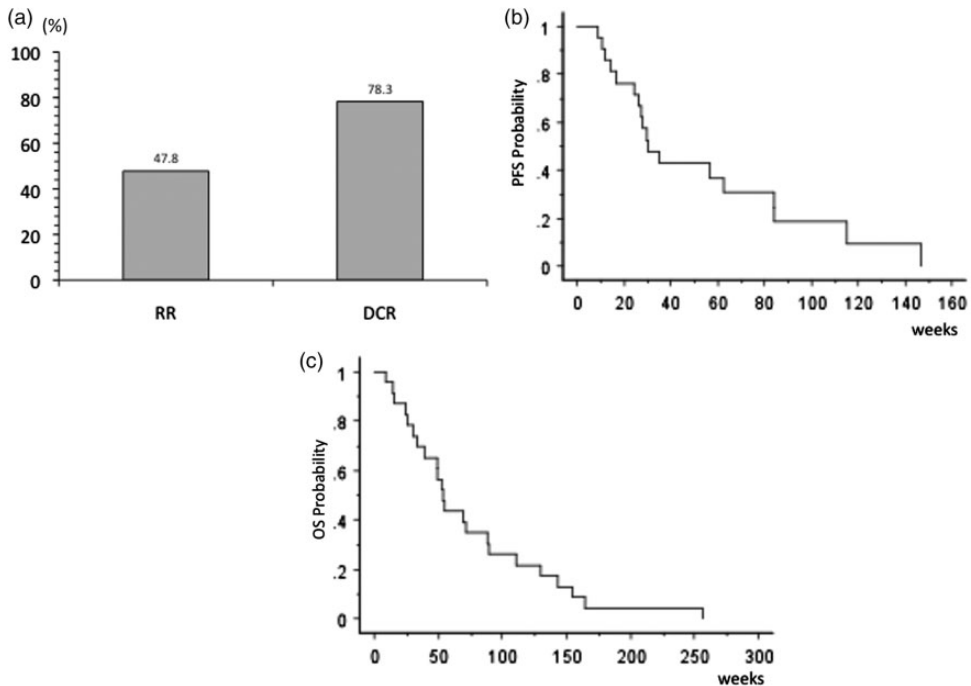 (a) (%)
100
80
60
40
20
0
47.8
78.3
RR DCR
(b)
PFS Probability
1
.8
.6
.4
.2
0
0 20 40 60 80 100 120 140 160
weeks
(c)
OS Probability
1
.8
.6
.4
.2
0
0 50 100 150 200 250 300
weeks